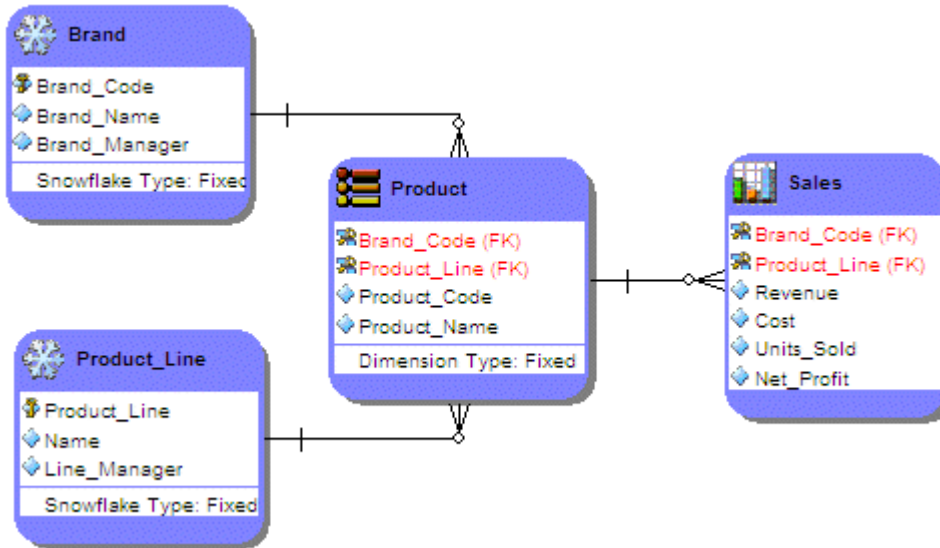 Brand
Brand_Code
Brand_Name
Brand_Manager
Snowflake Type: Fixed
Product_Line
Product_Line
Name
Line_Manager
Snowflake Type: Fixed
Product
Brand_Code (FK)
Product_Line (FK)
Product_Code
Product_Name
Dimension Type: Fixed
Sales
Brand_Code (FK)
Product_Line (FK)
Revenue
Cost
Units_Sold
Net_Profit